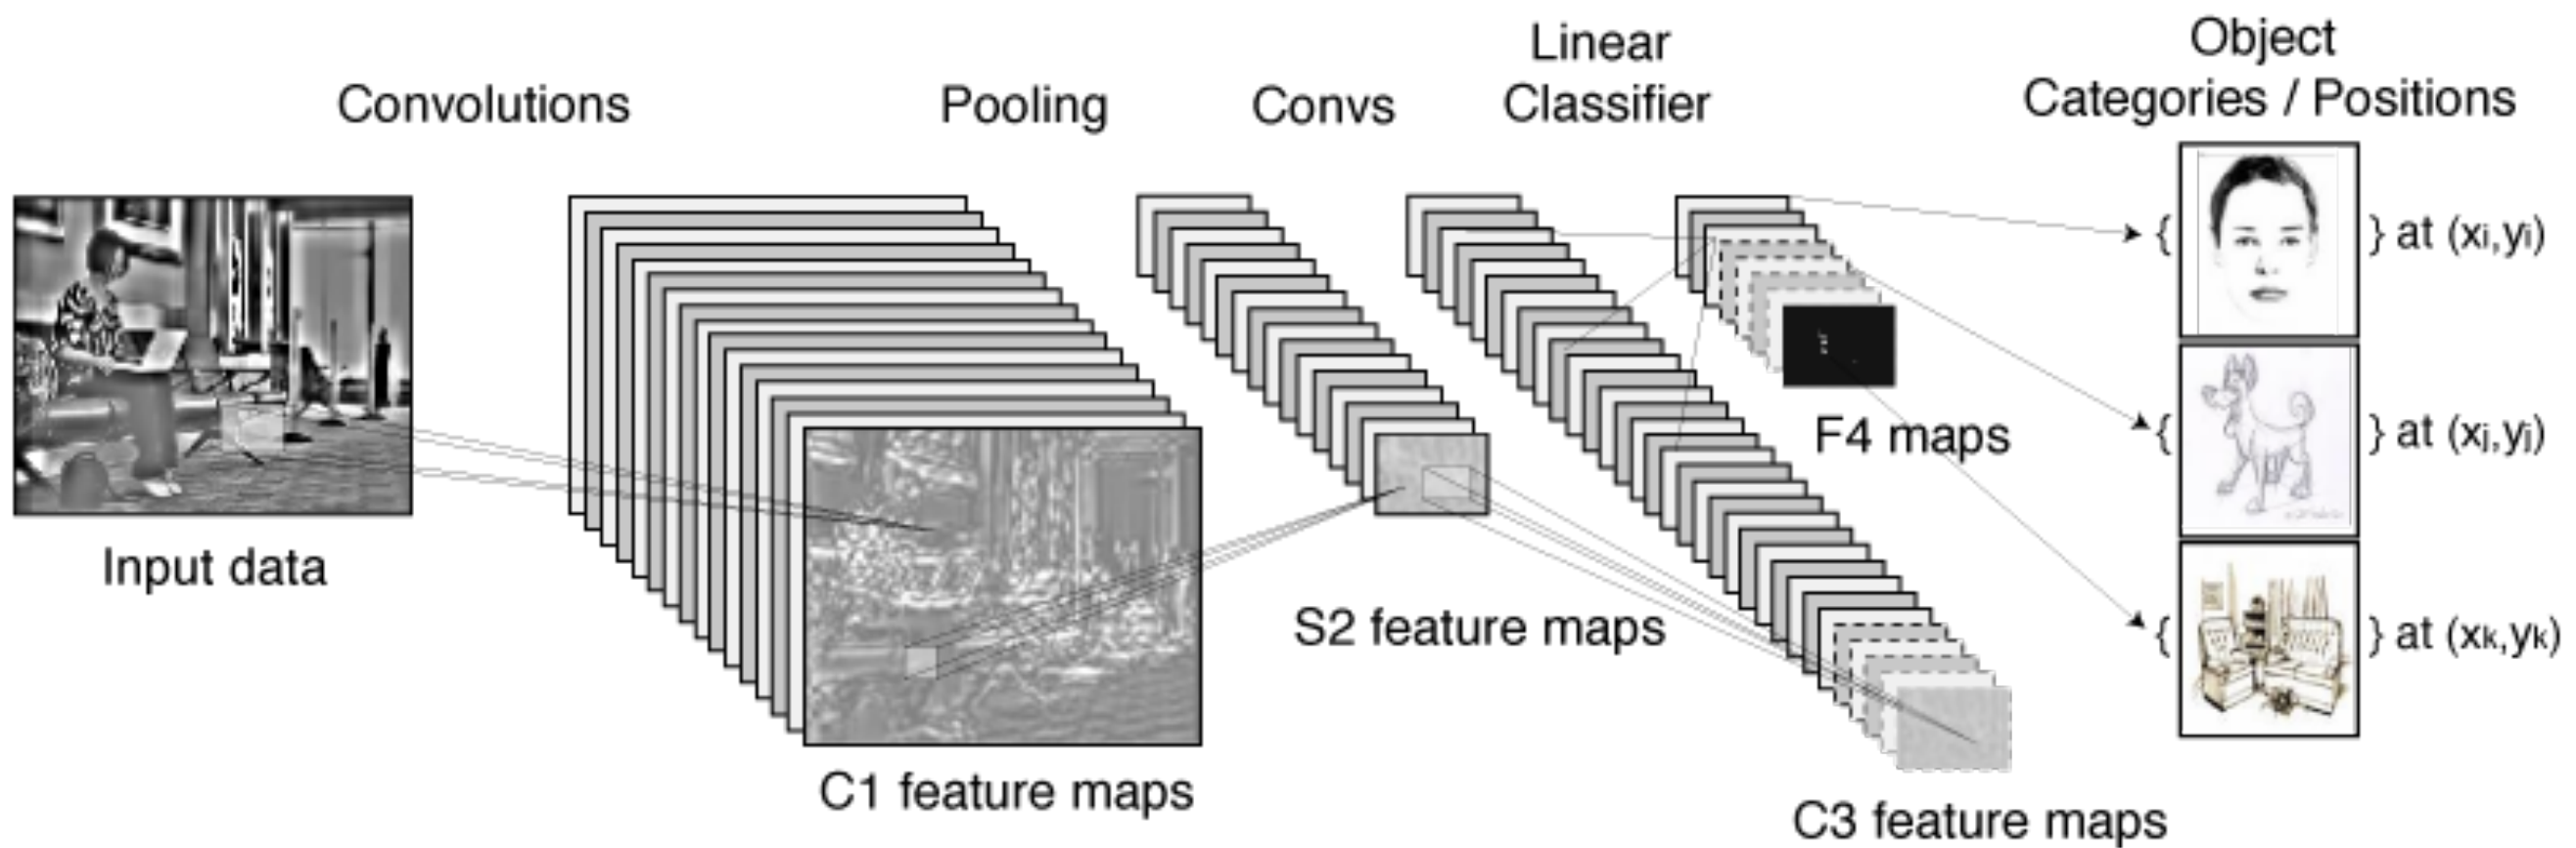 Convolutions
Pooling
Convs
Linear
Classifier
Object
Categories / Positions
{ } at (xi,yi)
{ } at (xj,yj)
{ } at (xk,yk)
Input data
C1 feature maps
S2 feature maps
C3 feature maps
F4 maps